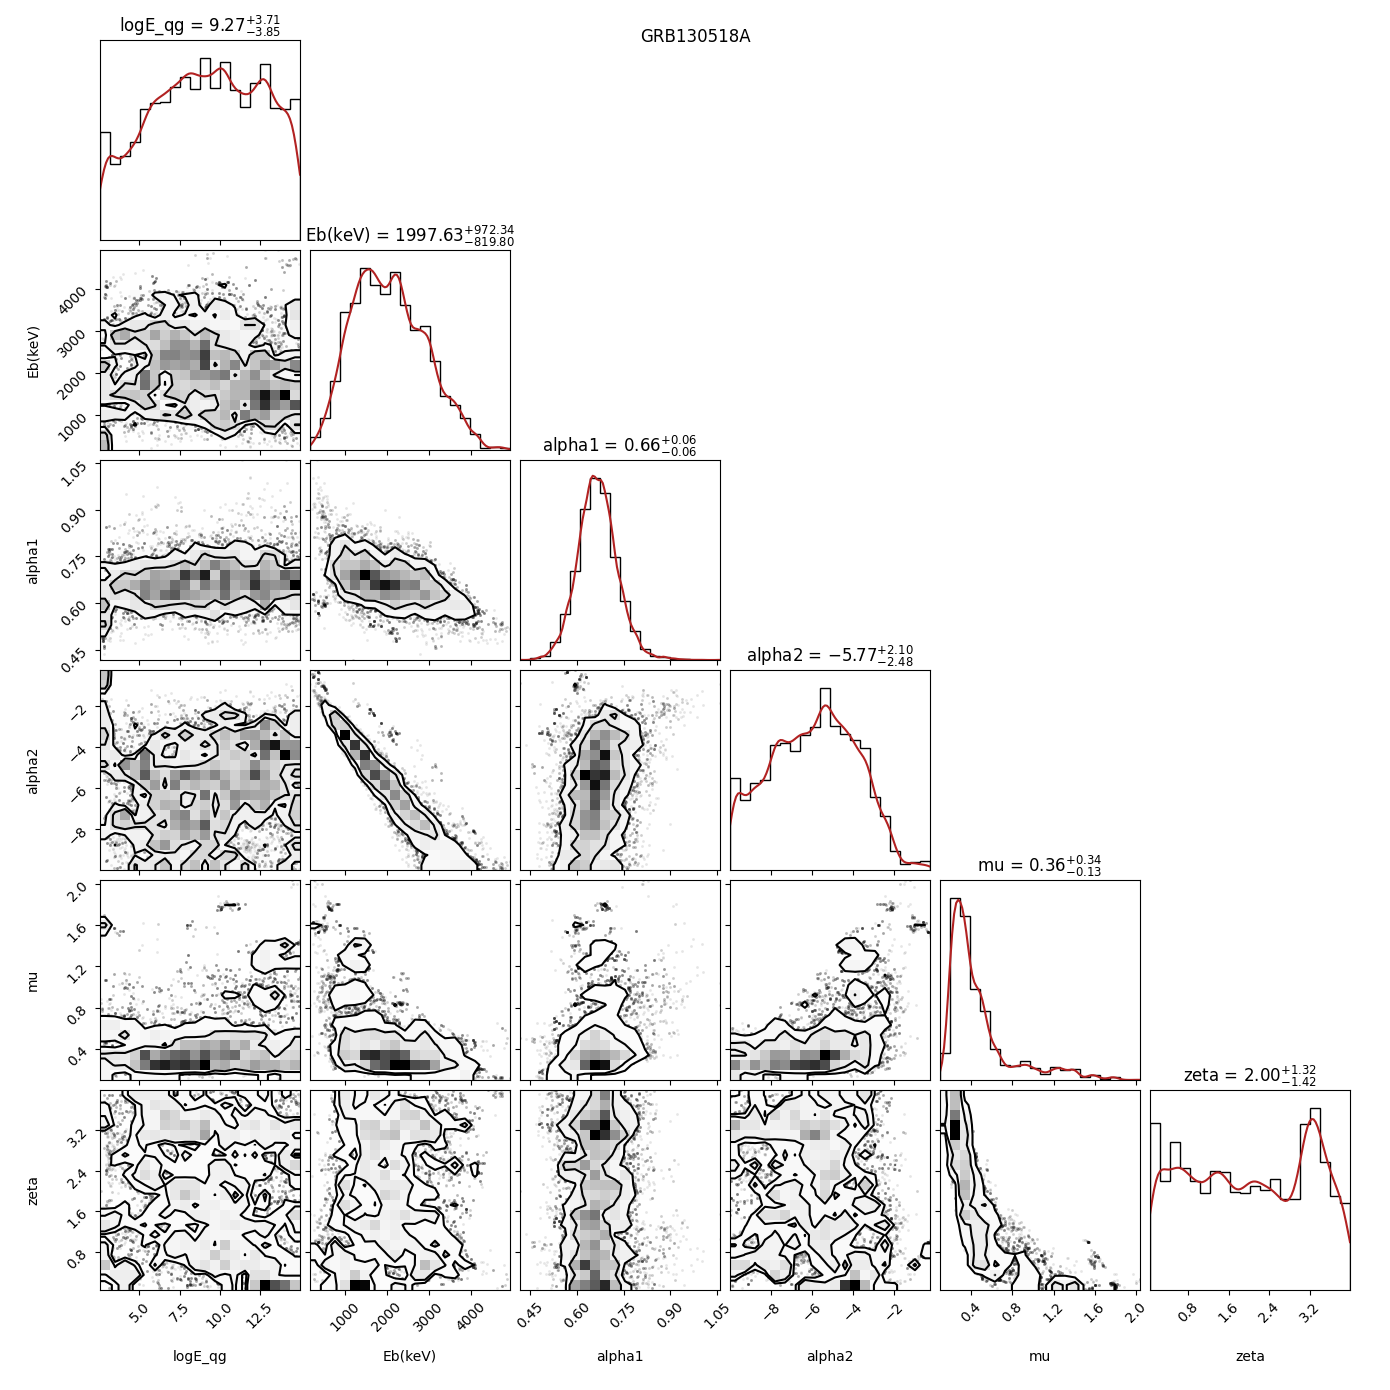 logE_qg = 9.27+3.71 −3.85
GRB130518A
Eb(keV) = 1997.63+972.34 −819.80
4000
3000
2000
1000
Eb(keV)
alpha1 = 0.66+0.06 −0.06
1.05
0.90
0.75
0.60
0.45
alpha1
alpha2 = −5.77+2.10 −2.48
−2
−4
−6
−8
alpha2
mu = 0.36+0.34 −0.13
2.0
1.6
1.2
0.8
0.4
mu
zeta = 2.00+1.32 −1.42
3.2
2.4
1.6
0.8
zeta
5.0 7.5 10.0 12.5 1000 2000 3000 4000 0.45 0.60 0.75 0.90 1.05 −8 −6 −4 −2 0.4 0.8 1.2 1.6 2.0 0.8 1.6 2.4 3.2
logE_qg Eb(keV) alpha1 alpha2 mu zeta